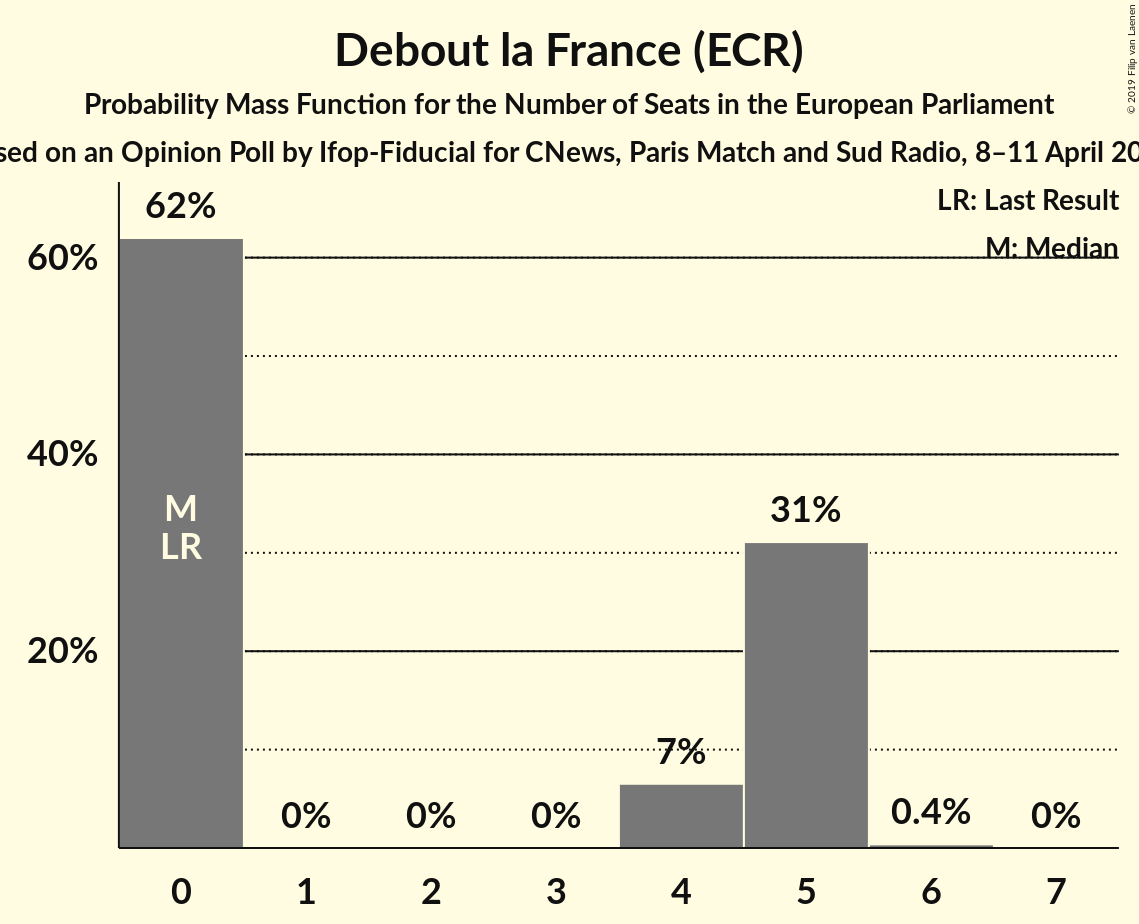 Debout la France (ECR)
Probability Mass Function for the Number of Seats in the European Parliament
on an Opinion Poll by Ifop-Fiducial for CNews, Paris Match and Sud Radio, 8–11 April
© 2019 Filip van Laenen
LR: Last Result
M: Median
62%
60%
40%
20%
M
LR
0%
0%
0%
7%
31%
0.4%
0%
0
1
2
3
4
5
6
7